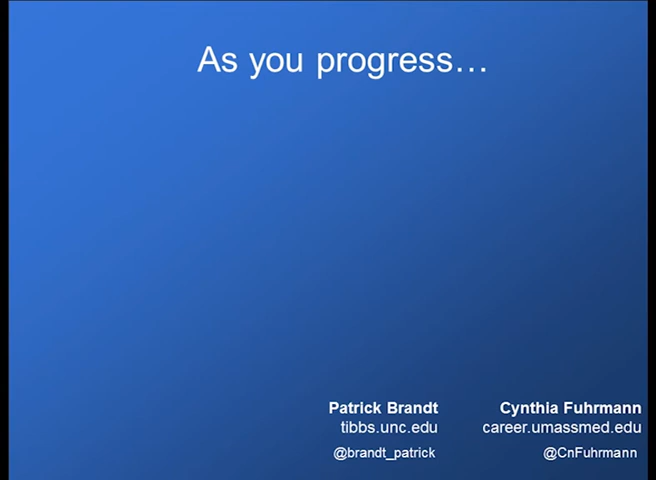 As you progress…
Patrick Brandt
tibbs.unc.edu
@brandt_patrick
Cynthia Fuhrmann
career.umassmed.edu
@CnFuhrmann